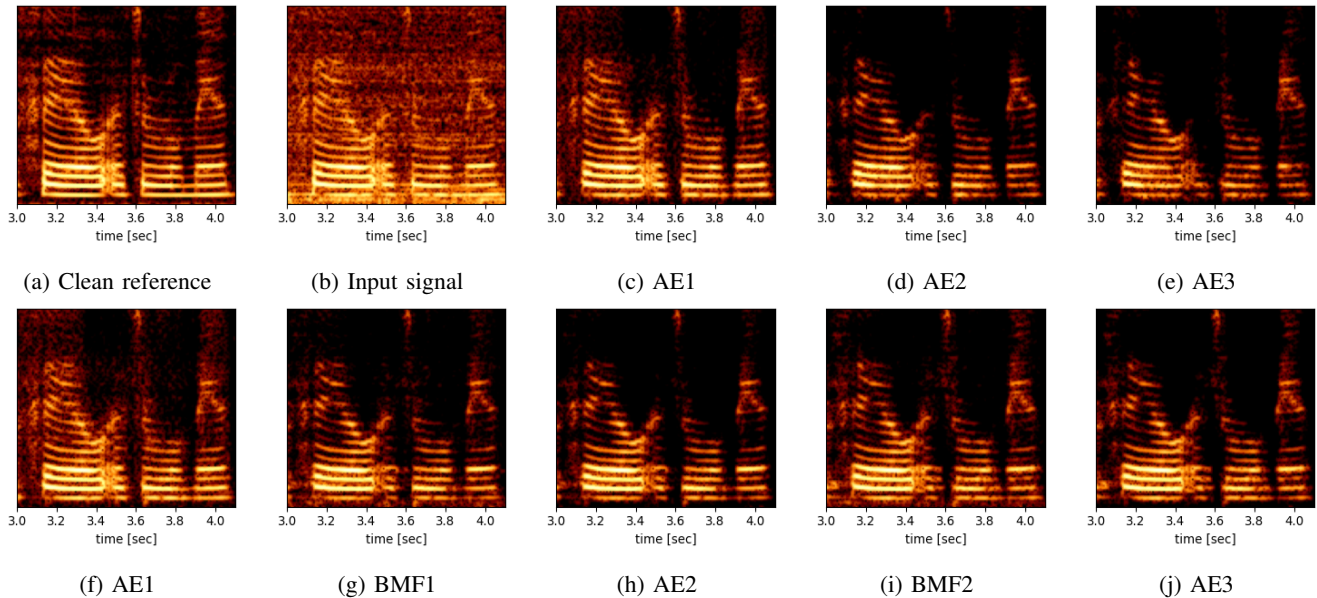 3.0 3.2 3.4 3.6 3.8 4.0 3.0 3.2 3.4 3.6 3.8 4.0 3.0 3.2 3.4 3.6 3.8 4.0 3.0 3.2 3.4 3.6 3.8 4.0 3.0 3.2 3.4 3.6 3.8 4.0
time [sec] time [sec] time [sec] time [sec] time [sec]
(a) Clean reference (b) Input signal (c) AE1 (d) AE2 (e) AE3
3.0 3.2 3.4 3.6 3.8 4.0 3.0 3.2 3.4 3.6 3.8 4.0 3.0 3.2 3.4 3.6 3.8 4.0 3.0 3.2 3.4 3.6 3.8 4.0 3.0 3.2 3.4 3.6 3.8 4.0
time [sec] time [sec] time [sec] time [sec] time [sec]
(f) AE1 (g) BMF1 (h) AE2 (i) BMF2 (j) AE3